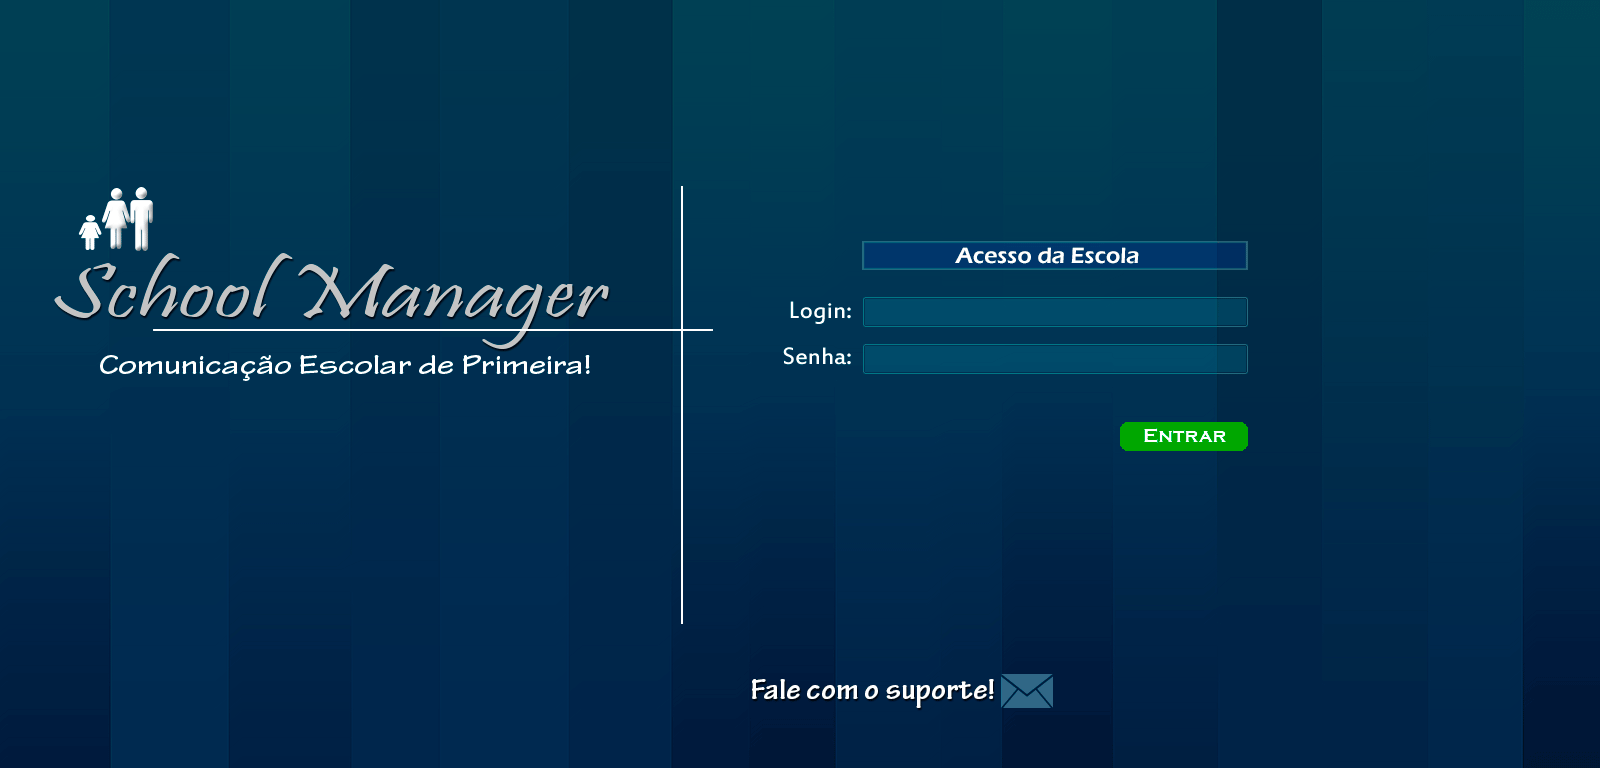 School Manager
Comunicação Escolar de Primeira!
Acesso da Escola
Login:
Senha:
Entrar
Fale com o suporte!